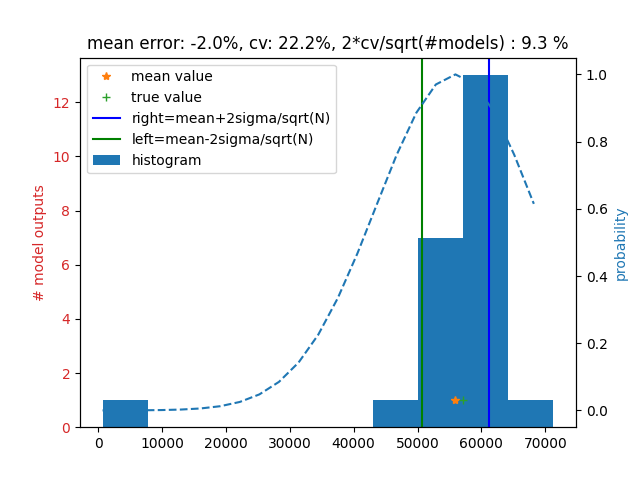 mean error: -2.0%, cv: 22.2%, 2*cv/sqrt(#models) : 9.3 %
mean value
true value
right=mean+2sigma/sqrt(N)
left=mean-2sigma/sqrt(N)
histogram
12
10
8
6
4
2
0
# model outputs
1.0
0.8
0.6
0.4
0.2
0.0
probability
0 10000 20000 30000 40000 50000 60000 70000